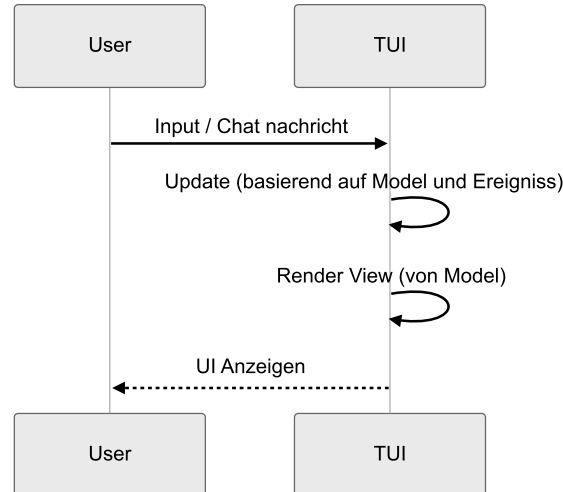 User
TUI
Input / Chat nachricht
Update (basierend auf Model und Ereigniss)
Render View (von Model)
UI Anzeigen
User
TUI